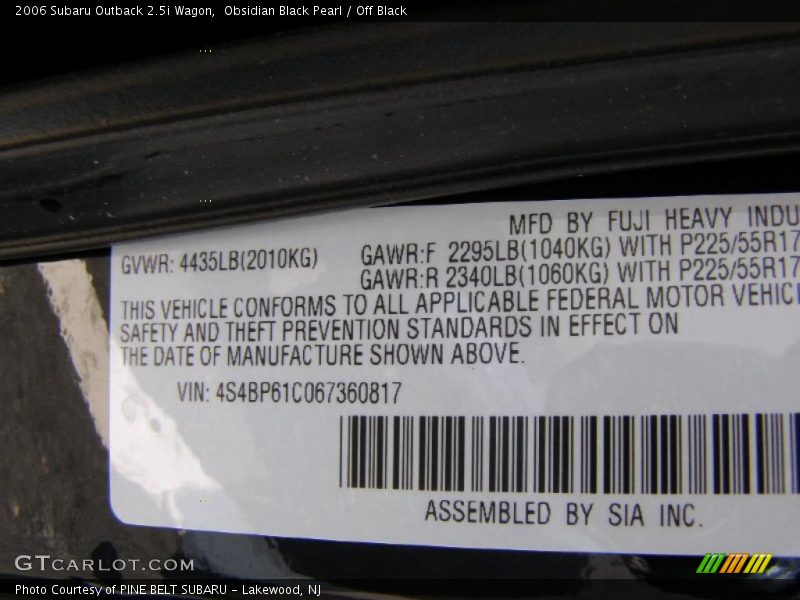 2006 Subaru Outback 2.5i Wagon,  Obsidian Black Pearl / Off Black
MFD BY FUJI HEAVY INDU
GVWR: 4435LB(2010KG) GAWR:F 2295LB(1040KG) WITH P225/55R17
GAWR:R 2340LB(1060KG) WITH P225/55R17
THIS VEHICLE CONFORMS TO ALL APPLICABLE FEDERAL MOTOR VEHICL
SAFETY AND THEFT PREVENTION STANDARDS IN EFFECT ON
THE DATE OF MANUFACTURE SHOWN ABOVE.
VIN: 4S4BP61C067360817
ASSEMBLED BY SIA INC.
GTCARLOT.COM
Photo Courtesy of PINE BELT SUBARU - Lakewood, NJ